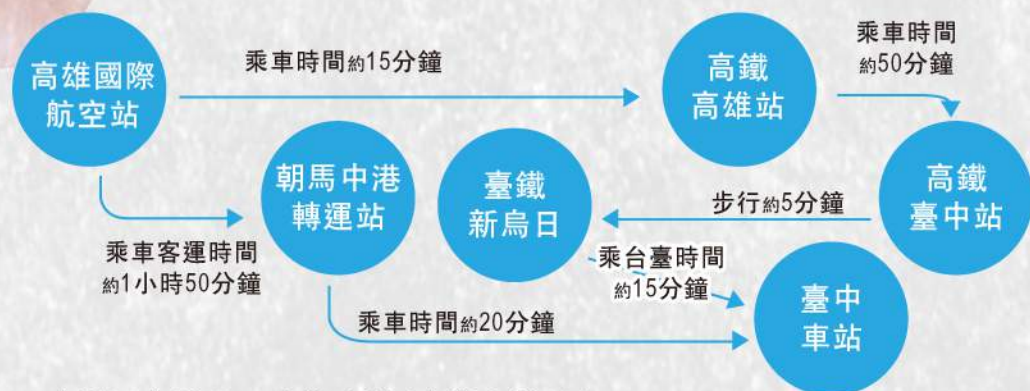 高雄國際
航空站
乘車時間約15分鐘
高鐵
高雄站
乘車時間
約50分鐘
高鐵
臺中站
步行約5分鐘
臺鐵
新烏日
乘台臺時間
約15分鐘
臺中
車站
乘車客運時間
約1小時50分鐘
朝馬中港
轉運站
乘車時間約20分鐘